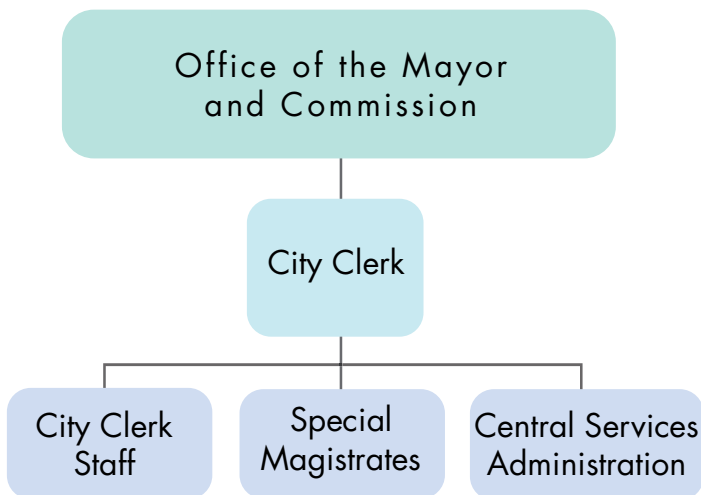 Office of the Mayor
and Commission
City Clerk
City Clerk
Staff
Special
Magistrates
Central Services
Administration